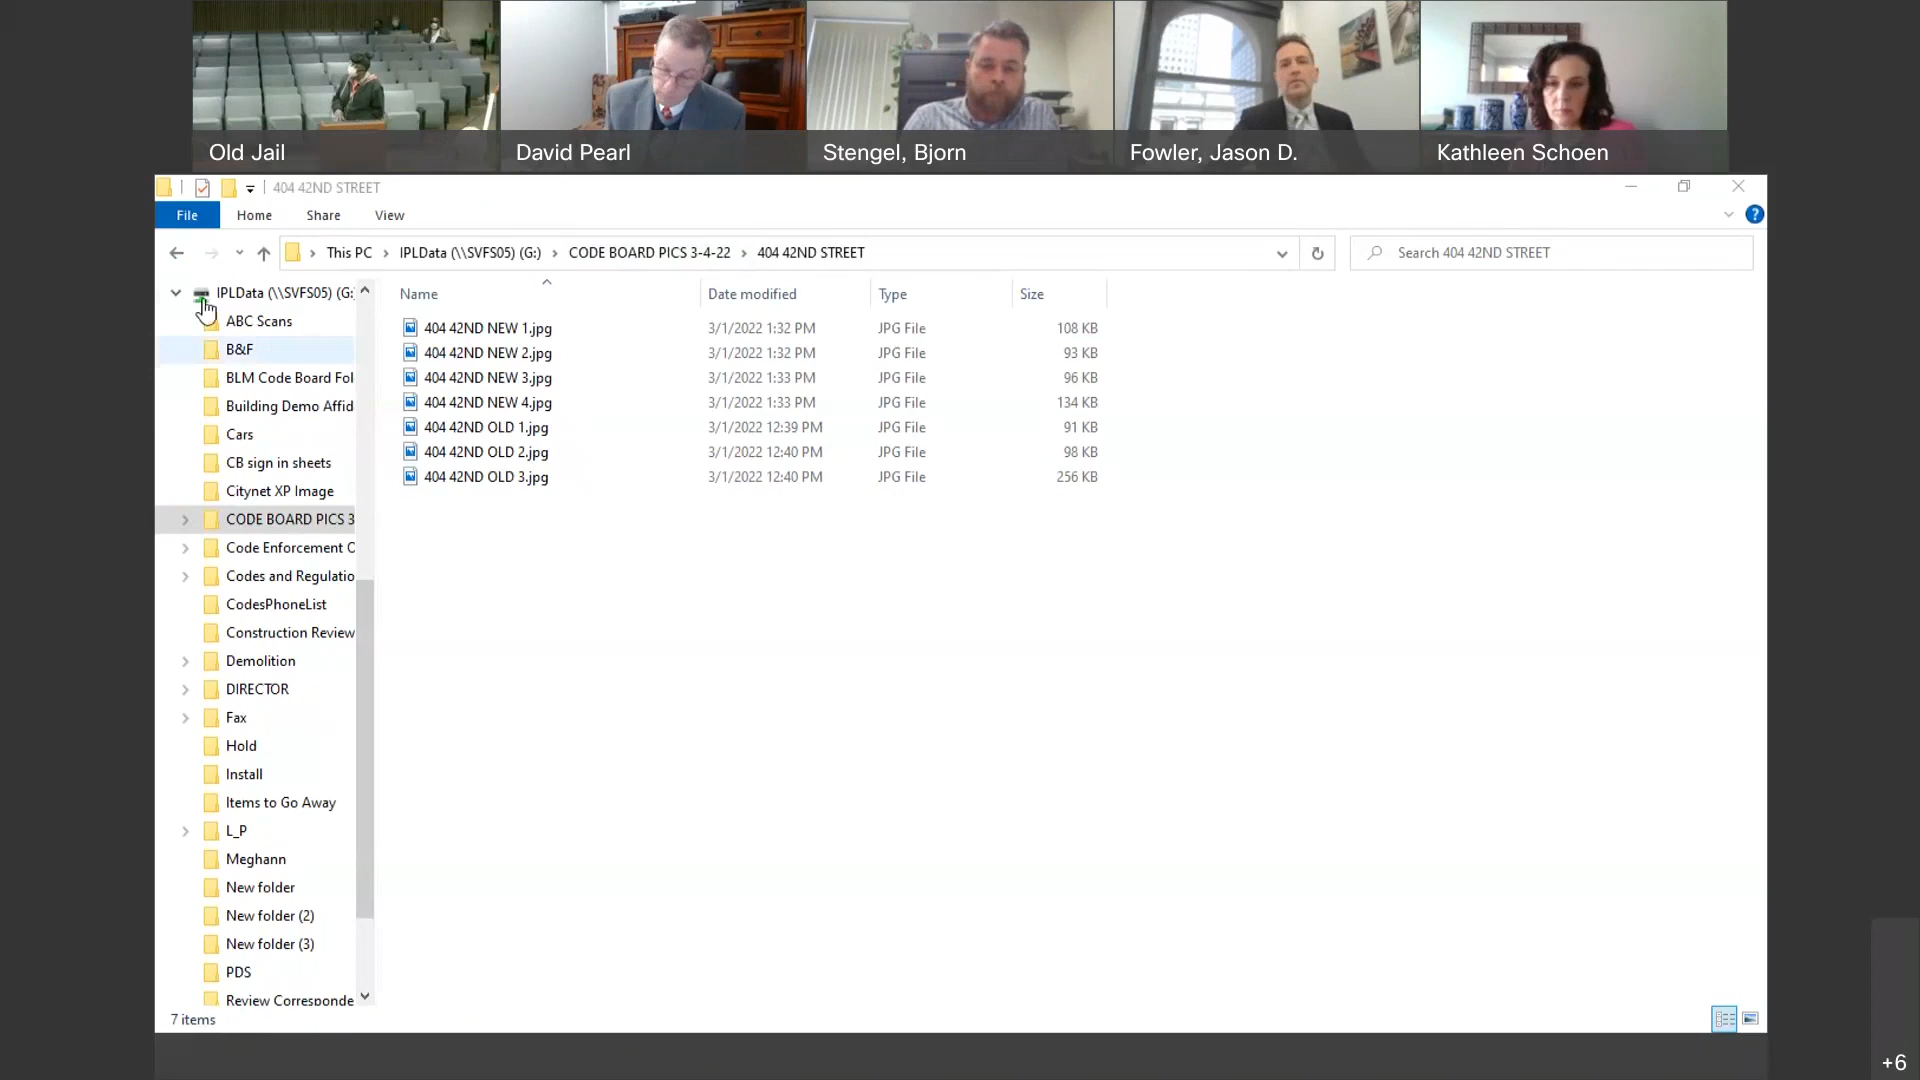 Old Jail
David Pearl
Stengel, Bjorn
Fowler, Jason D.
Kathleen Schoen
404 42ND STREET
File Home Share View
This PC > IPLData (\\SVFS05) (G:) > CODE BOARD PICS 3-4-22 > 404 42ND STREET
Search 404 42ND STREET
IPLData (\\SVFS05) (G:
ABC Scans
B&F
BLM Code Board Fol
Building Demo Affid
Cars
CB sign in sheets
Citynet XP Image
CODE BOARD PICS 3
Code Enforcement C
Codes and Regulatio
CodesPhoneList
Construction Review
Demolition
DIRECTOR
Fax
Hold
Install
Items to Go Away
L_P
Meghann
New folder
New folder (2)
New folder (3)
PDS
Review Corresponde
Name Date modified Type Size
404 42ND NEW 1.jpg 3/1/2022 1:32 PM JPG File 108 KB
404 42ND NEW 2.jpg 3/1/2022 1:32 PM JPG File 93 KB
404 42ND NEW 3.jpg 3/1/2022 1:33 PM JPG File 96 KB
404 42ND NEW 4.jpg 3/1/2022 1:33 PM JPG File 134 KB
404 42ND OLD 1.jpg 3/1/2022 12:39 PM JPG File 91 KB
404 42ND OLD 2.jpg 3/1/2022 12:40 PM JPG File 98 KB
404 42ND OLD 3.jpg 3/1/2022 12:40 PM JPG File 256 KB
7 items
+6